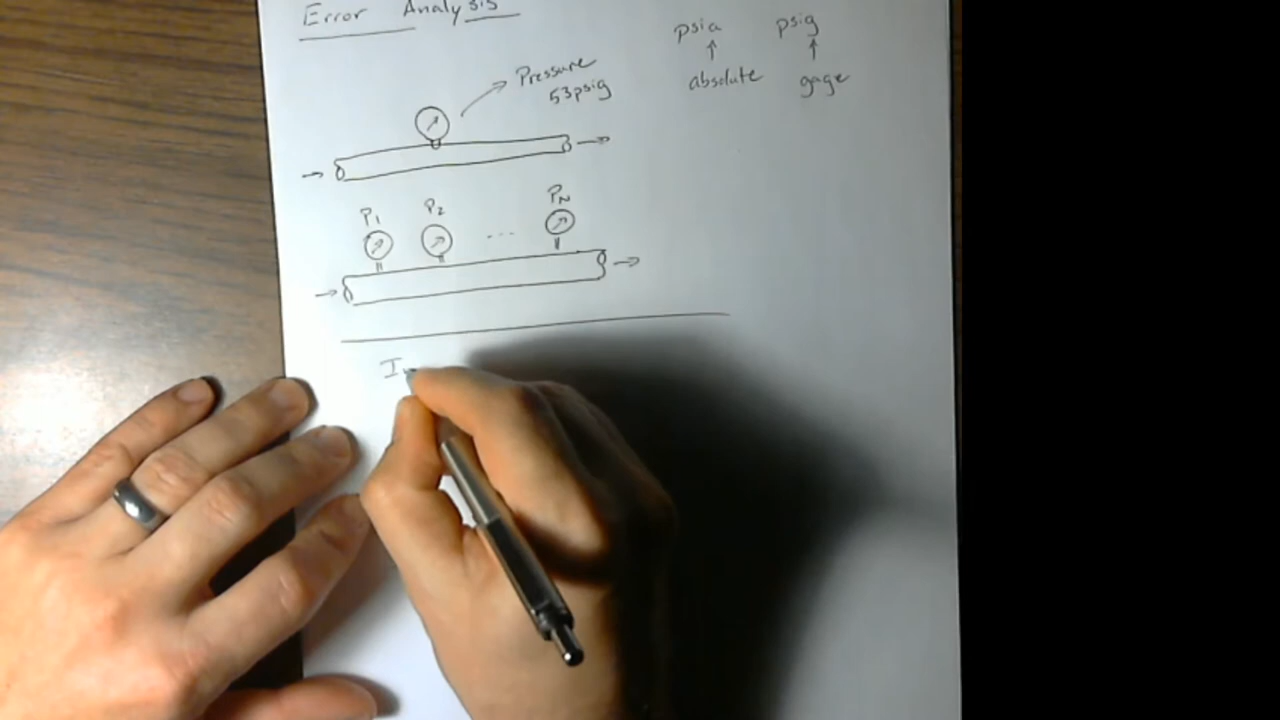 Error Analysis
psia psig
absolute gage
Pressure
53psig
P1 P2 ... PN
I